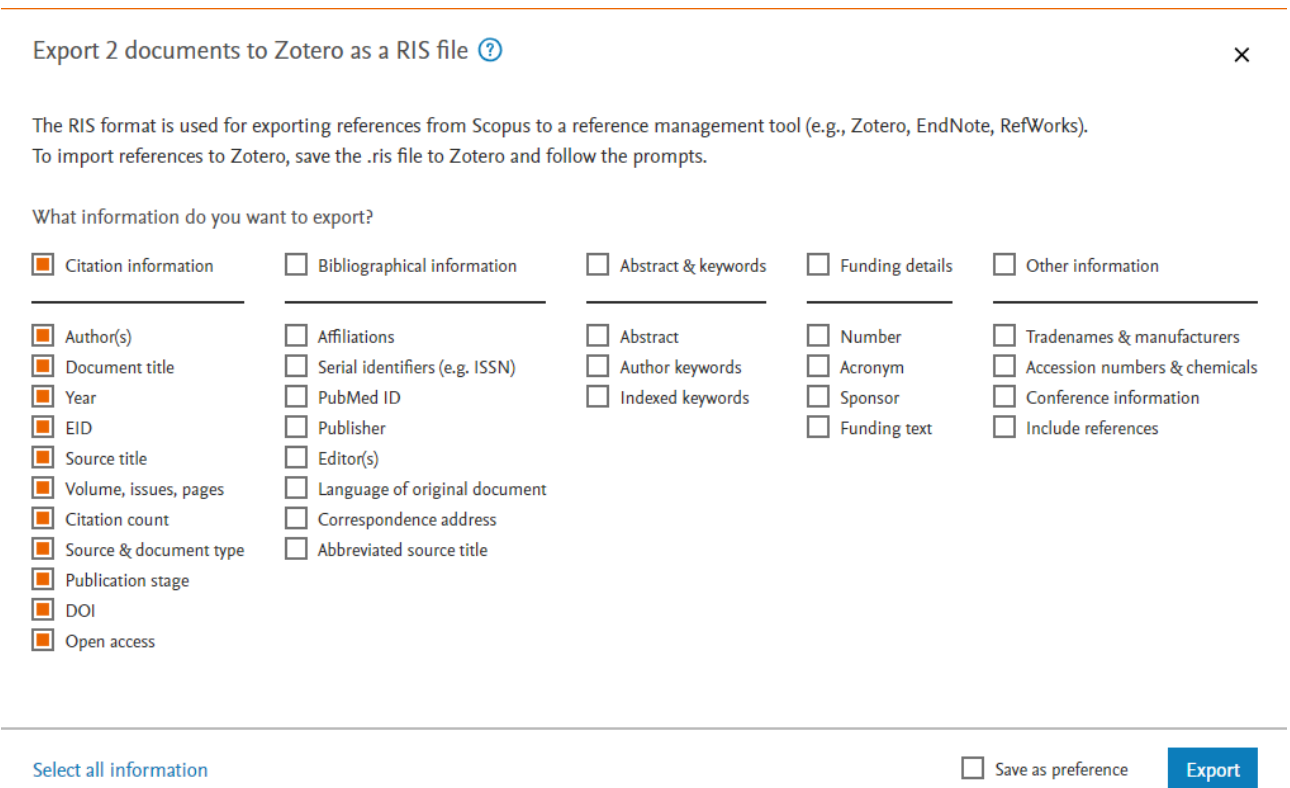 Export 2 documents to Zotero as a RIS file ?
The RIS format is used for exporting references from Scopus to a reference management tool (e.g., Zotero, EndNote, RefWorks).
To import references to Zotero, save the .ris file to Zotero and follow the prompts.
What information do you want to export?
Citation information
Author(s)
Document title
Year
EID
Source title
Volume, issues, pages
Citation count
Source & document type
Publication stage
DOI
Open access
Bibliographical information
Affiliations
Serial identifiers (e.g. ISSN)
PubMed ID
Publisher
Editor(s)
Language of original document
Correspondence address
Abbreviated source title
Abstract & keywords
Abstract
Author keywords
Indexed keywords
Funding details
Number
Acronym
Sponsor
Funding text
Other information
Tradenames & manufacturers
Accession numbers & chemicals
Conference information
Include references
Select all information
Save as preference
Export